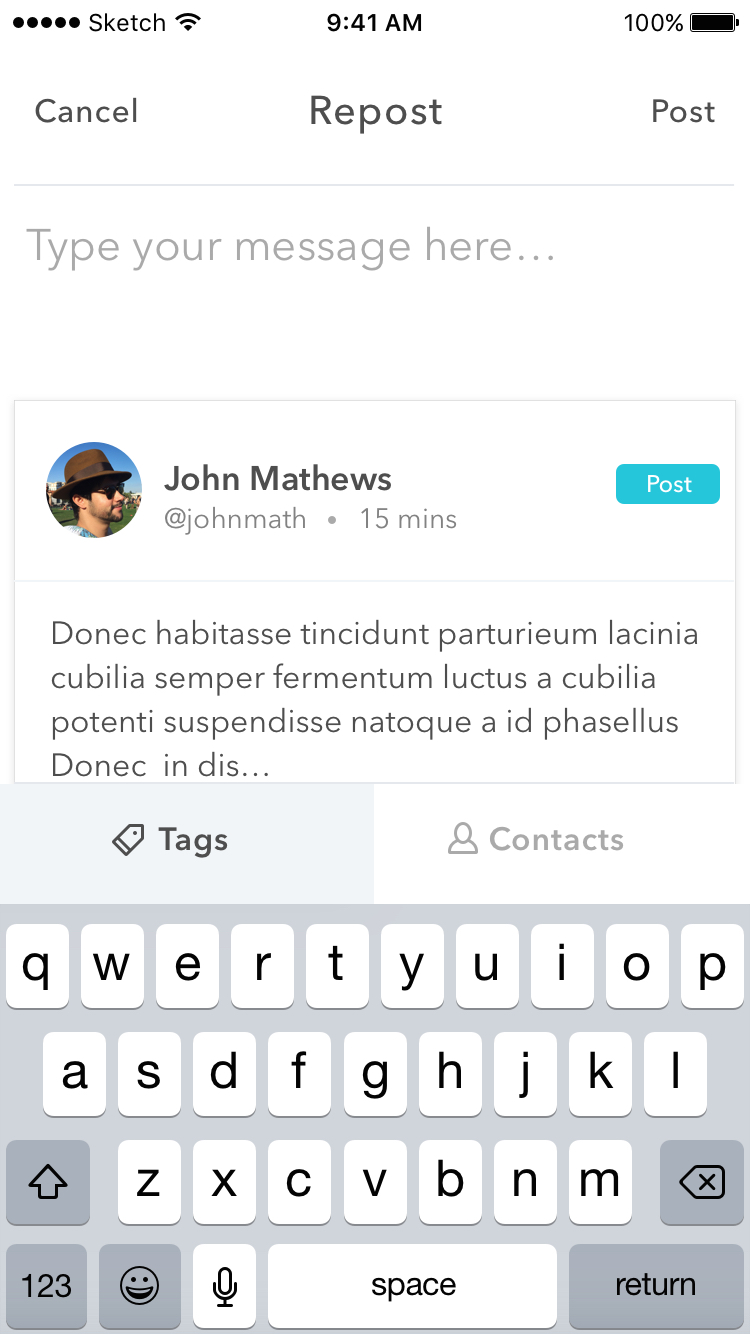 Sketch 9:41 AM 100%
Cancel Repost Post
Type your message here...
John Mathews
Post
@johnmath • 15 mins
Donec habitasse tincidunt parturieum lacinia
cubilia semper fermentum luctus a cubilia
potenti suspendisse natoque a id phasellus
Donec  in dis...
Tags Contacts
q w e r t y u i o p
a s d f g h j k l
z x c v b n m
123 space return